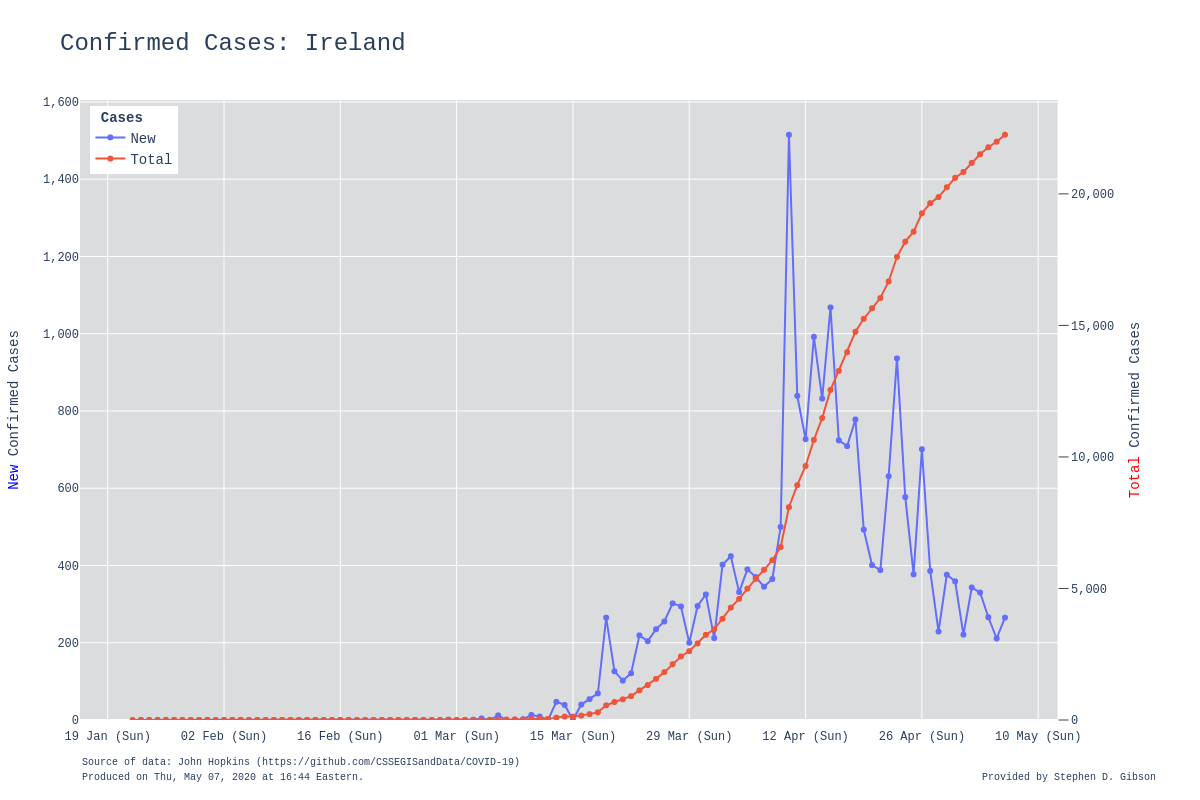 Confirmed Cases: Ireland
Cases
New
Total
1,600
1,400
1,200
1,000
800
600
400
200
0
New Confirmed Cases
20,000
15,000
10,000
5,000
0
Total Confirmed Cases
19 Jan (Sun) 02 Feb (Sun) 16 Feb (Sun) 01 Mar (Sun) 15 Mar (Sun) 29 Mar (Sun) 12 Apr (Sun) 26 Apr (Sun) 10 May (Sun)
Source of data: John Hopkins (https://github.com/CSSEGISandData/COVID-19)
Produced on Thu, May 07, 2020 at 16:44 Eastern.
Provided by Stephen D. Gibson